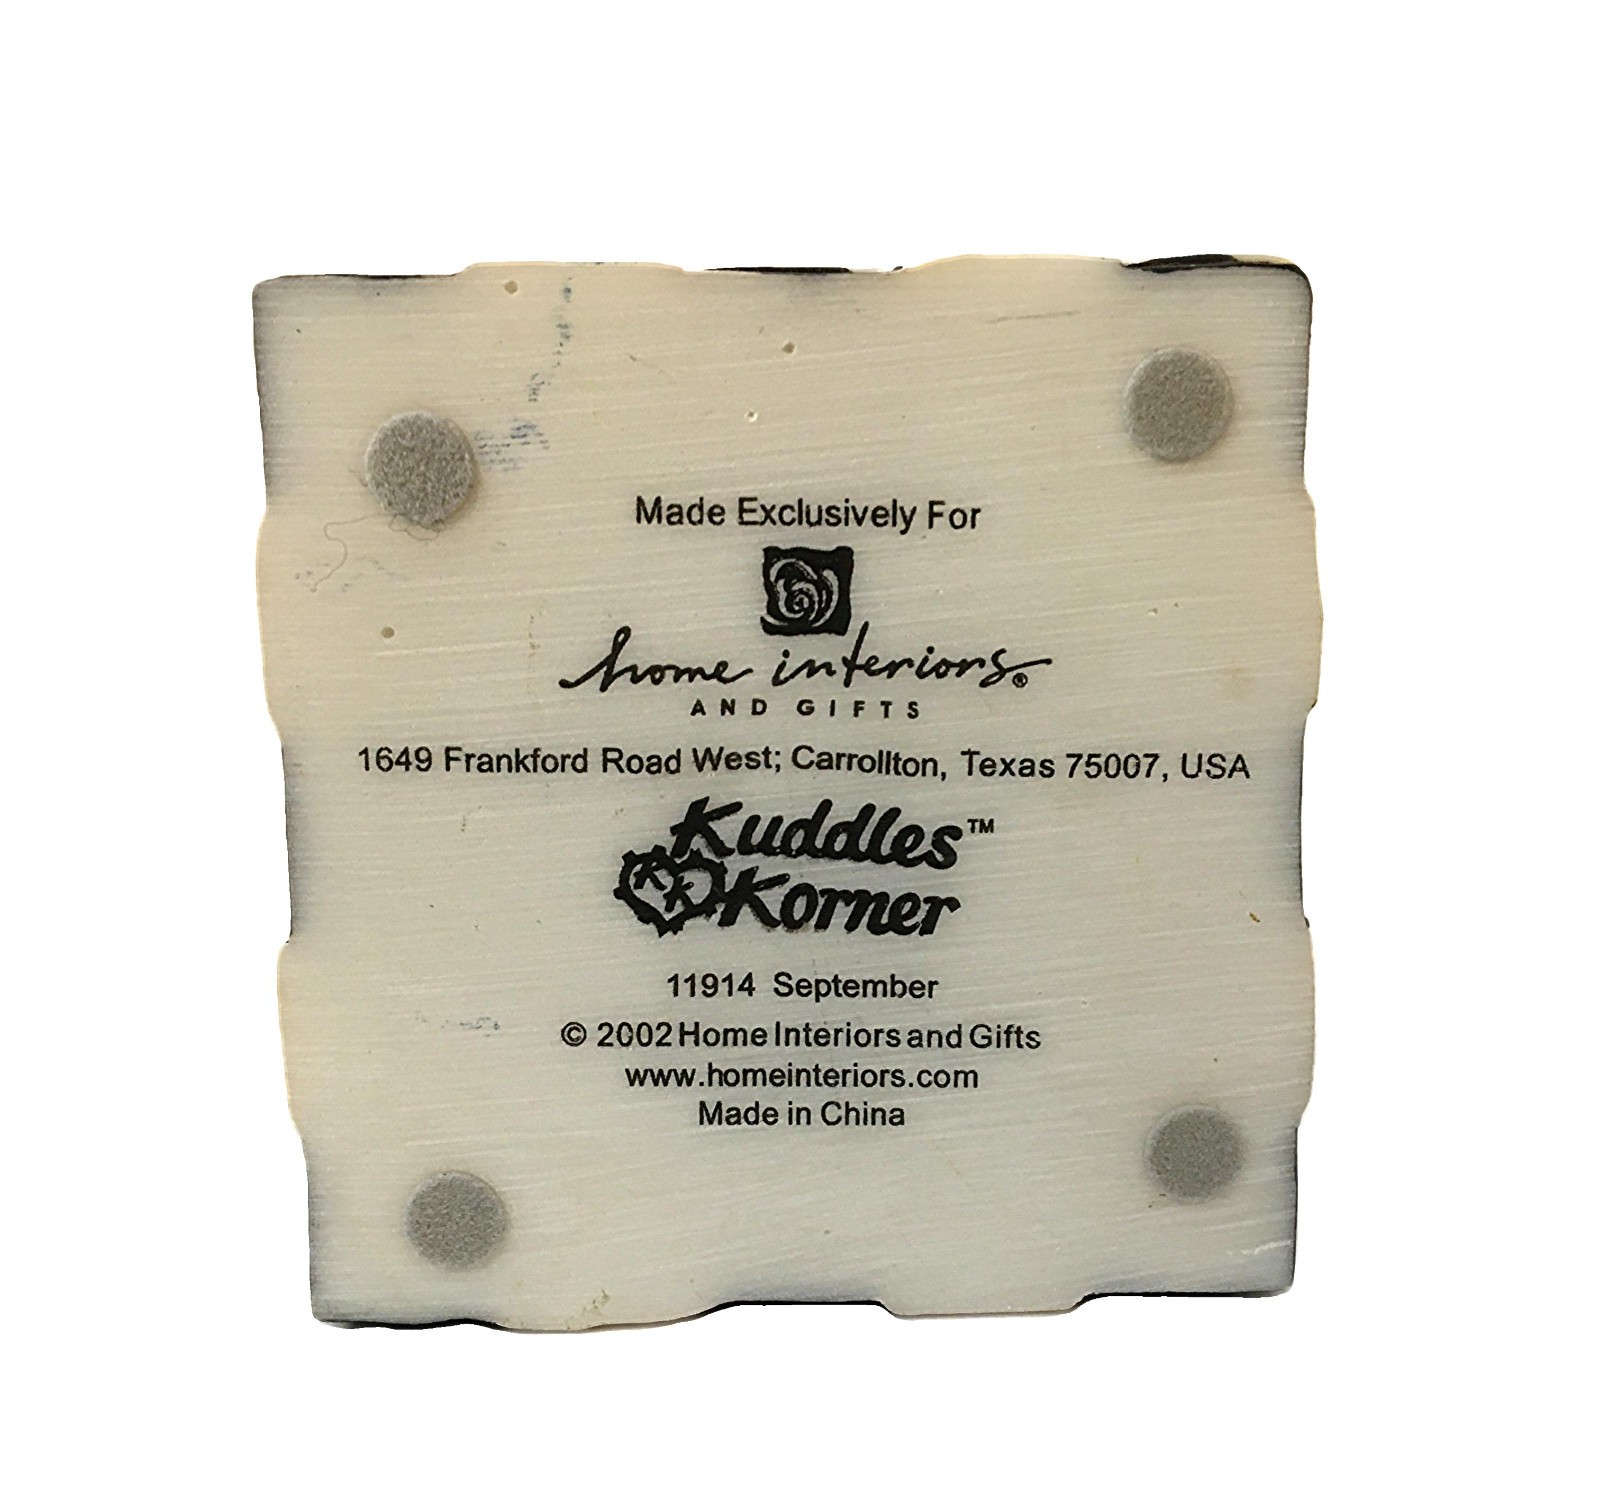 Made Exclusively For
home interiors®
AND GIFTS
1649 Frankford Road West; Carrollton, Texas 75007, USA
Kuddles™
KK Korner
11914 September
© 2002 Home Interiors and Gifts
www.homeinteriors.com
Made in China